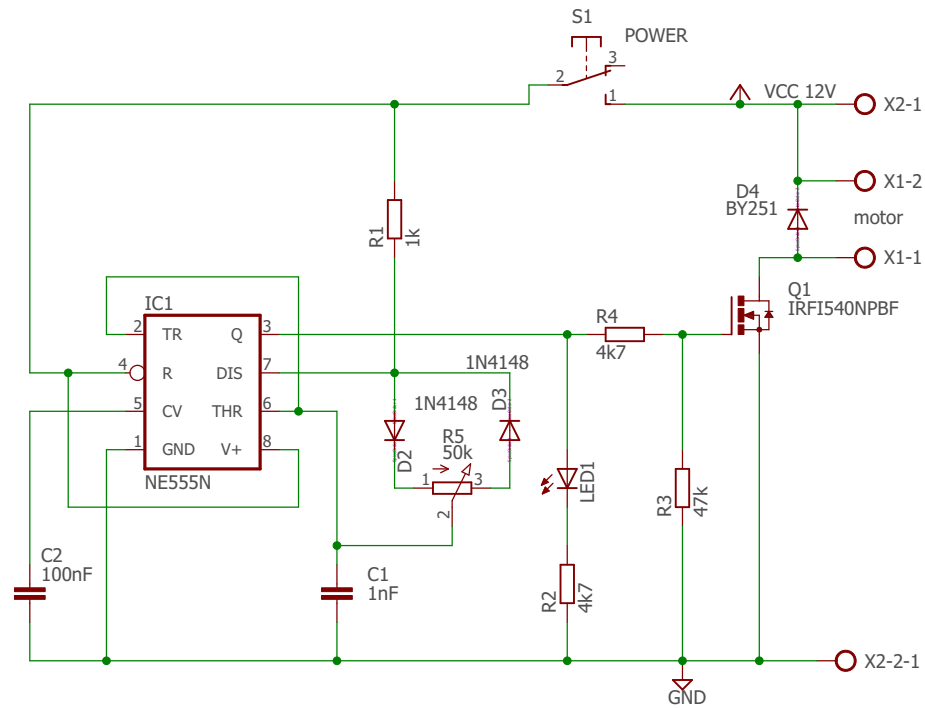 S1
POWER
3
2
1
VCC 12V
X2-1
X1-2
D4
BY251
motor
X1-1
R1
1k
IC1
Q1
IRFI540NPBF
2 TR Q 3
R4
4k7
4 R DIS 7
1N4148
5 CV THR 6
1N4148
D3
1 GND V+ 8
R5
50k
D2
NE555N
1
3
2
LED1
R3
47k
C2
100nF
C1
1nF
R2
4k7
X2-2-1
GND